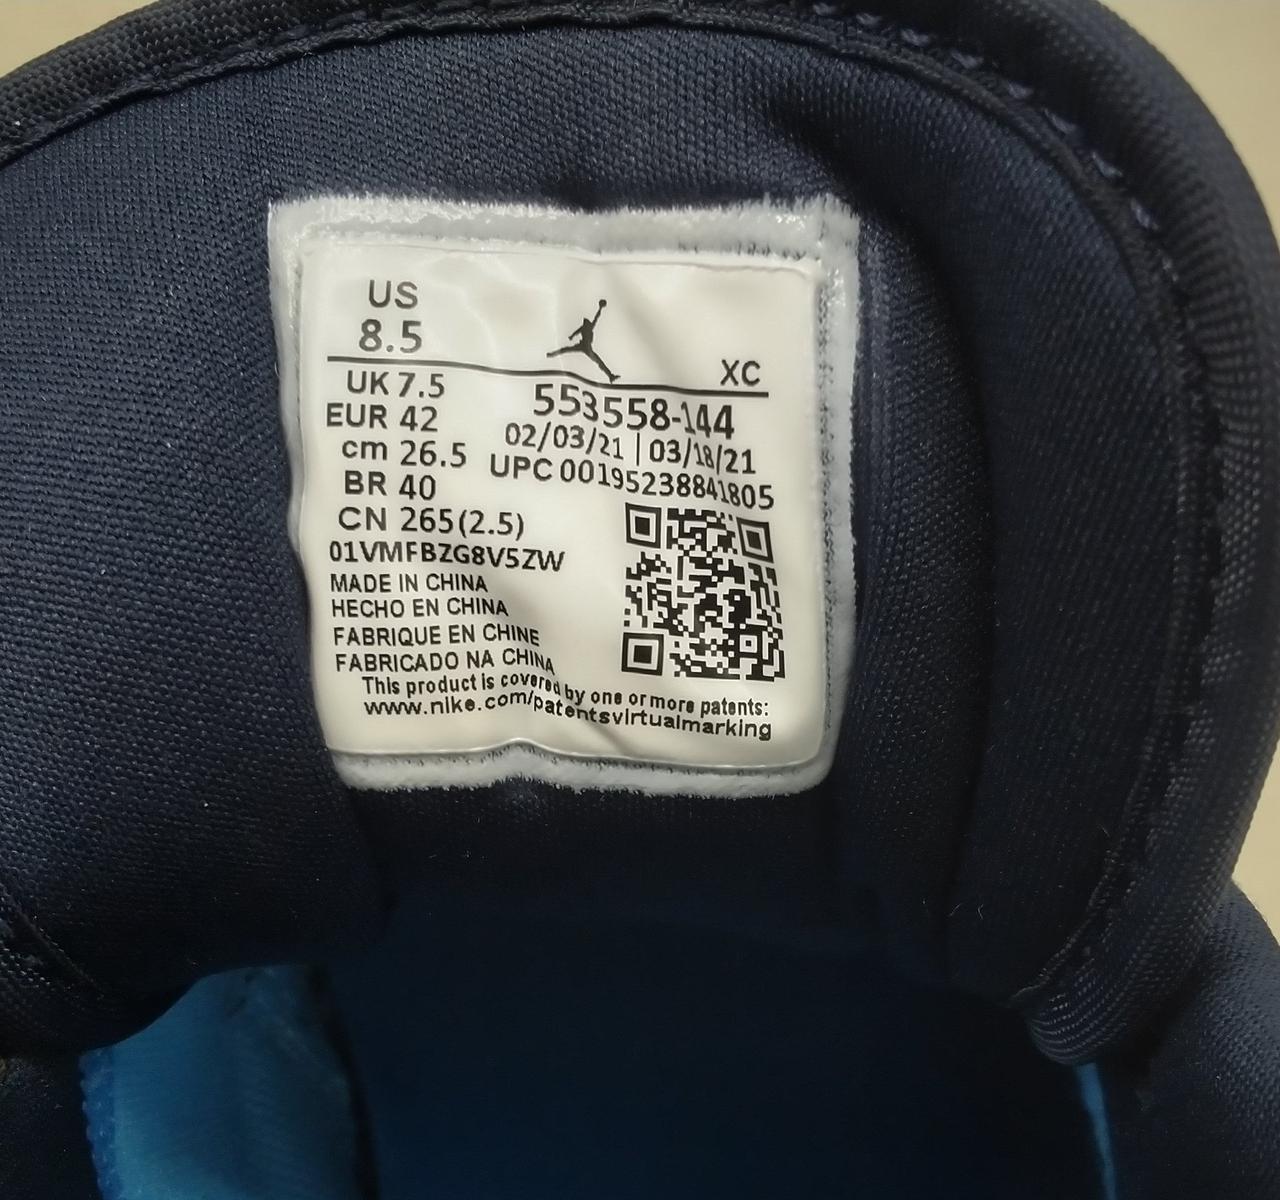 US
8.5
XC
UK 7.5
EUR 42
cm 26.5
BR 40
CN 265(2.5)
553558-144
02/03/21 | 03/18/21
UPC 00195238841805
01VMFBZG8V5ZW
MADE IN CHINA
HECHO EN CHINA
FABRIQUE EN CHINE
FABRICADO NA CHINA
This product is covered by one or more patents:
www.nike.com/patentsvirtualmarking